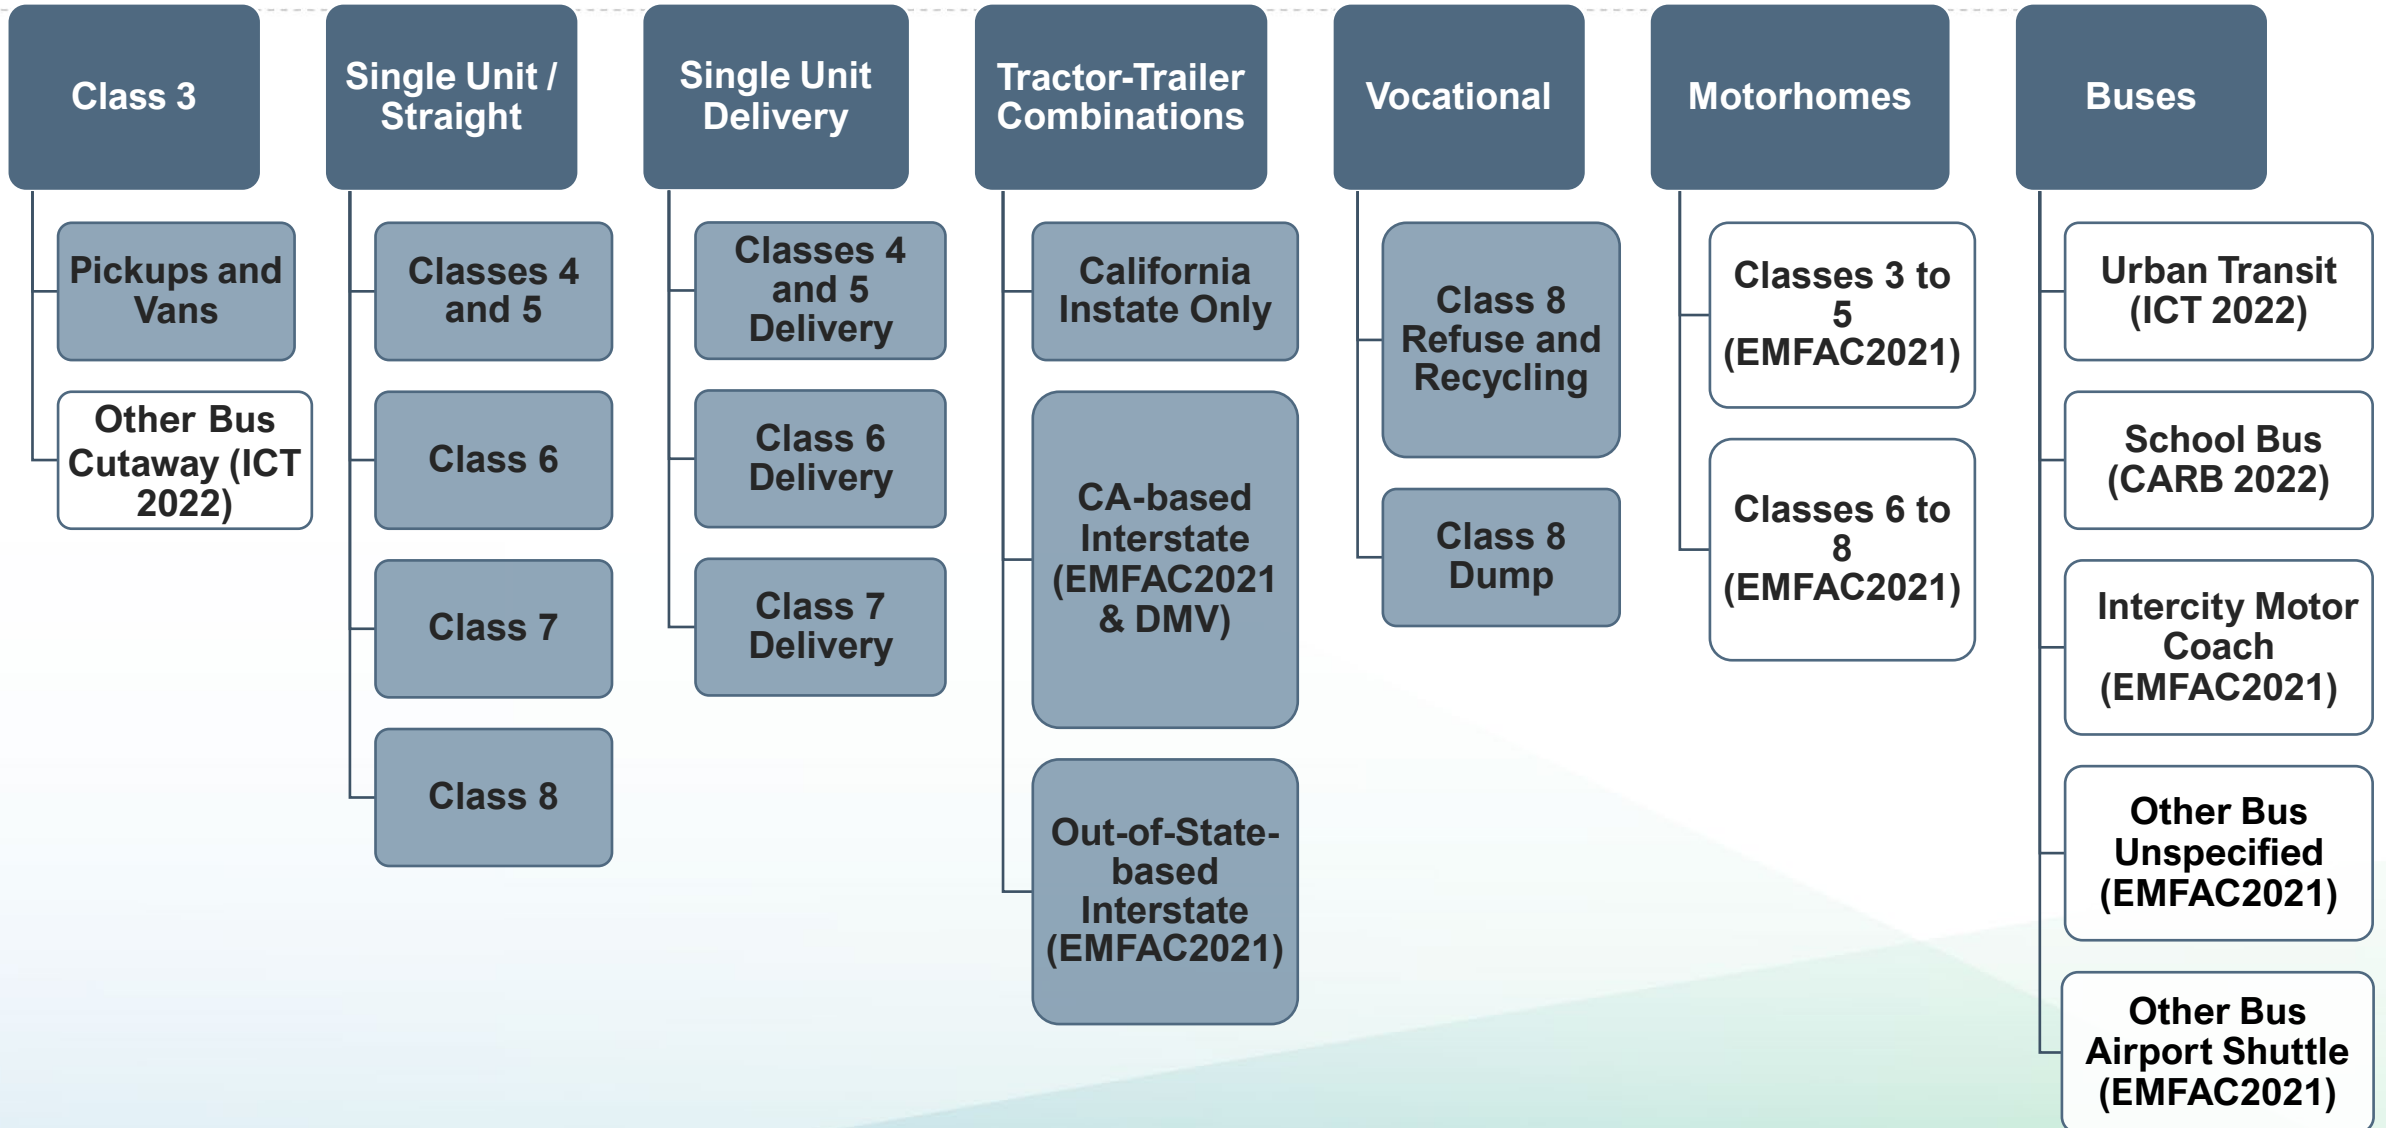 Class 3
Pickups and
Vans
Other Bus
Cutaway (ICT
2022)
Single Unit /
Straight
Classes 4
and 5
Class 6
Class 7
Class 8
Single Unit
Delivery
Classes 4
and 5
Delivery
Class 6
Delivery
Class 7
Delivery
Tractor-Trailer
Combinations
California
Instate Only
CA-based
Interstate
(EMFAC2021
& DMV)
Out-of-State-
based
Interstate
(EMFAC2021)
Vocational
Class 8
Refuse and
Recycling
Class 8
Dump
Motorhomes
Classes 3 to
5
(EMFAC2021)
Classes 6 to
8
(EMFAC2021)
Buses
Urban Transit
(ICT 2022)
School Bus
(CARB 2022)
Intercity Motor
Coach
(EMFAC2021)
Other Bus
Unspecified
(EMFAC2021)
Other Bus
Airport Shuttle
(EMFAC2021)